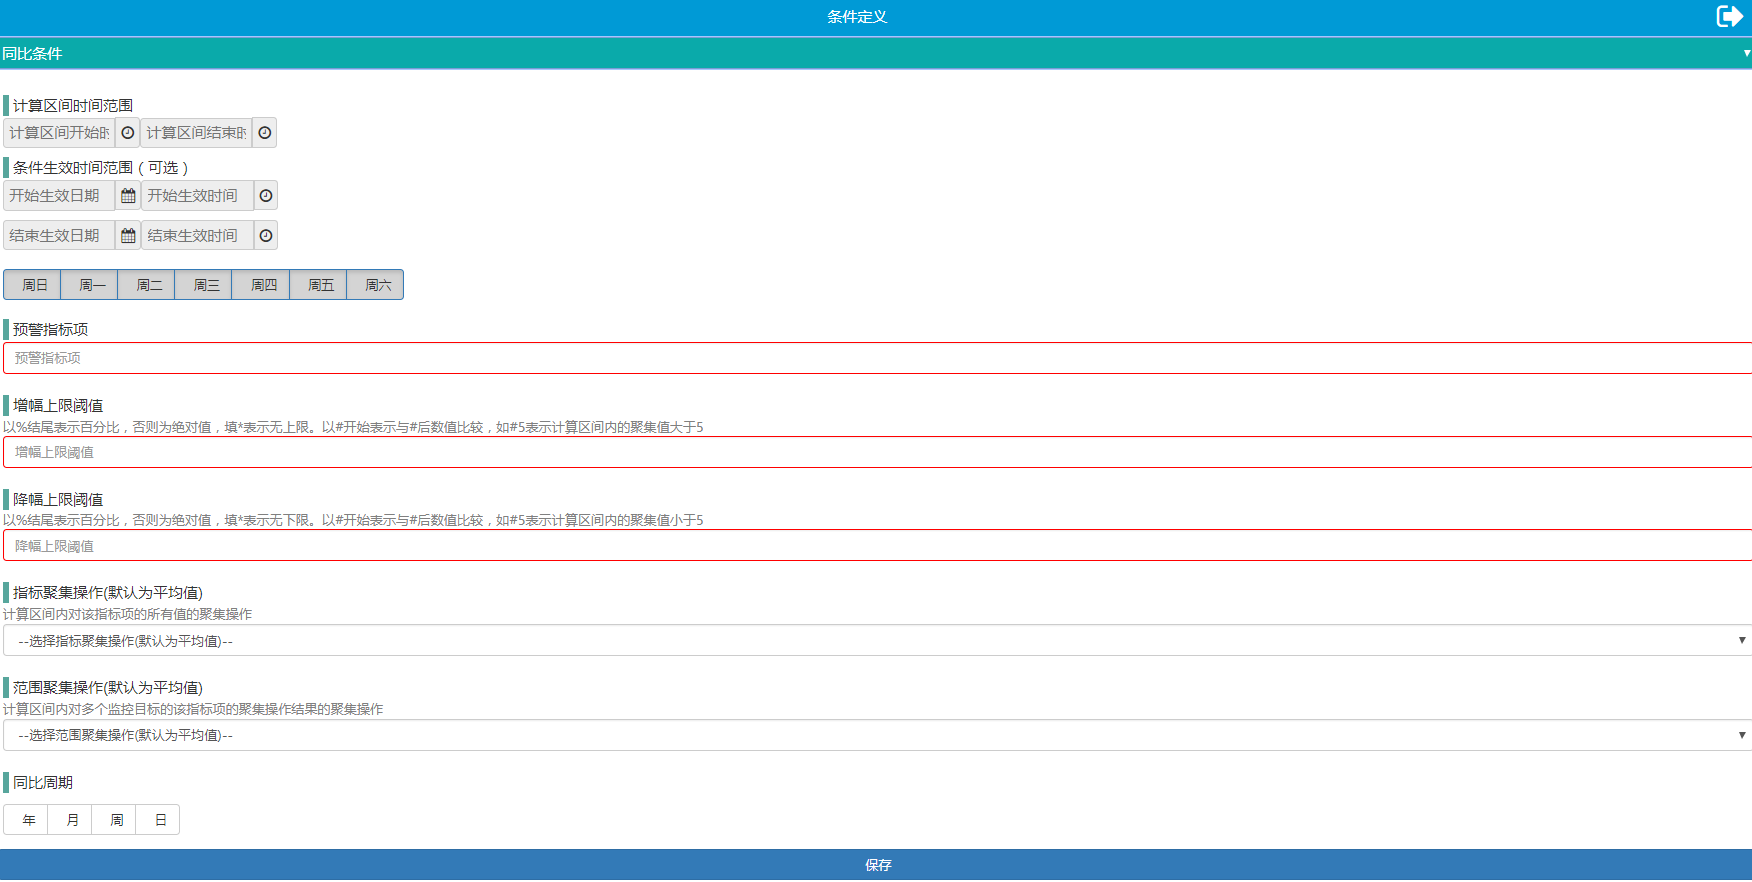 条件定义
同比条件
计算区间时间范围
计算区间开始时 计算区间结束时
条件生效时间范围（可选）
开始生效日期 开始生效时间
结束生效日期 结束生效时间
周日 周一 周二 周三 周四 周五 周六
预警指标项
预警指标项
增幅上限阈值
以%结尾表示百分比，否则为绝对值，填*表示无上限。以#开始表示与#后数值比较，如#5表示计算区间内的聚集值大于5
增幅上限阈值
降幅上限阈值
以%结尾表示百分比，否则为绝对值，填*表示无下限。以#开始表示与#后数值比较，如#5表示计算区间内的聚集值小于5
降幅上限阈值
指标聚集操作(默认为平均值)
计算区间内对该指标项的所有值的聚集操作
--选择指标聚集操作(默认为平均值)--
范围聚集操作(默认为平均值)
计算区间内对多个监控目标的该指标项的聚集操作结果的聚集操作
--选择范围聚集操作(默认为平均值)--
同比周期
年 月 周 日
保存